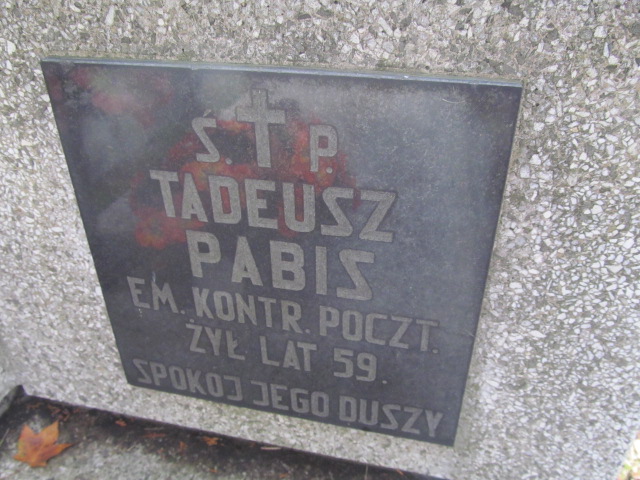 Ś. P.
TADEUSZ
PABIS
EM. KONTR. POCZT.
ŻYŁ LAT 59.
SPOKÓJ JEGO DUSZY